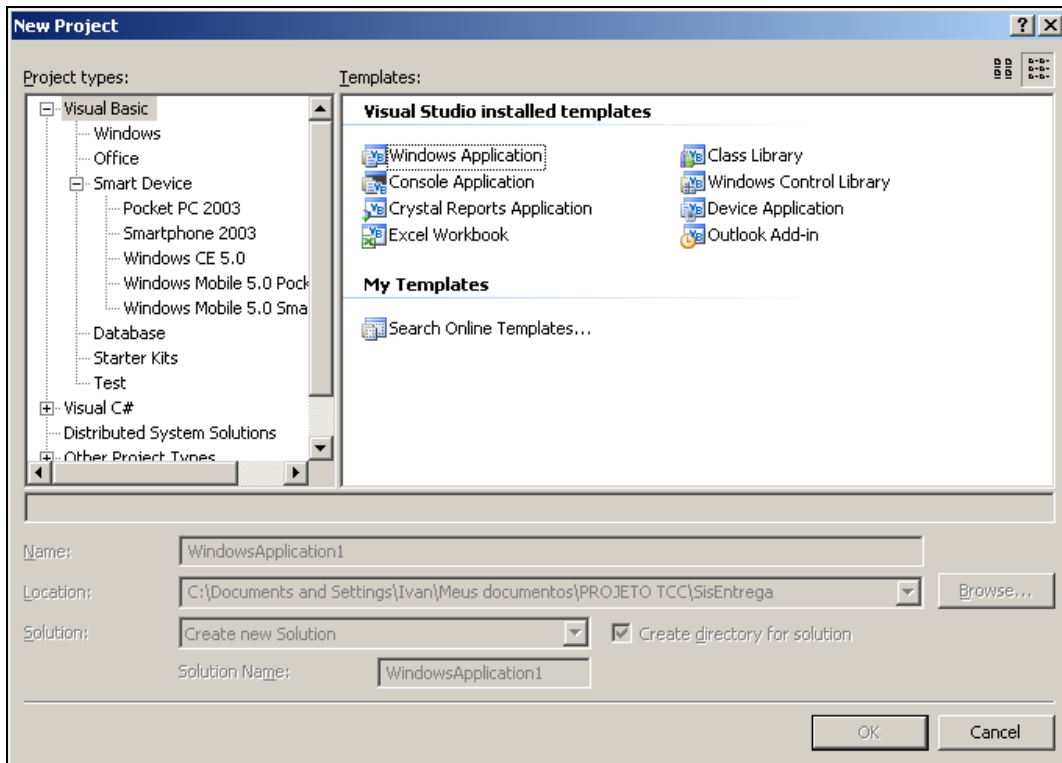 New Project
Project types:
Templates:
Visual Basic
Windows
Office
Smart Device
Pocket PC 2003
Smartphone 2003
Windows CE 5.0
Windows Mobile 5.0 Pock
Windows Mobile 5.0 Sma
Database
Starter Kits
Test
Visual C#
Distributed System Solutions
Other Project Types
Visual Studio installed templates
Windows Application
Class Library
Console Application
Windows Control Library
Crystal Reports Application
Device Application
Excel Workbook
Outlook Add-in
My Templates
Search Online Templates...
Name:
WindowsApplication1
Location:
C:\Documents and Settings\Ivan\Meus documentos\PROJETO TCC\SisEntrega
Browse...
Solution:
Create new Solution
Create directory for solution
Solution Name:
WindowsApplication1
OK
Cancel